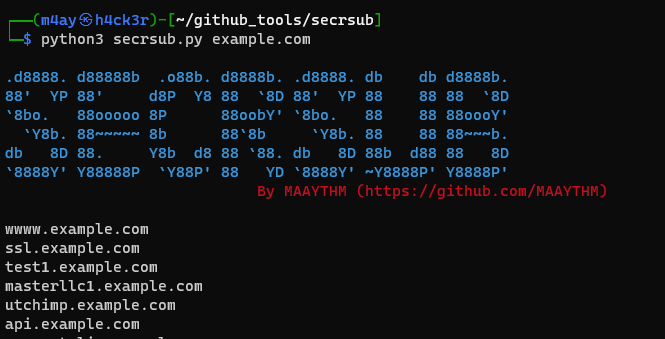 ┌──(m4ay㉿h4ck3r)-[~/github_tools/secrsub]
└─$ python3 secrsub.py example.com
.d8888. d88888b  .o88b. d8888b. .d8888. db    db d8888b.
88'  YP 88'     d8P  Y8 88  `8D 88'  YP 88    88 88  `8D
`8bo.   88ooooo 8P      88oobY' `8bo.   88    88 88oooY'
  `Y8b. 88~~~~~ 8b      88`8b     `Y8b. 88    88 88~~~b.
db   8D 88.     Y8b  d8 88 `88. db   8D 88b  d88 88   8D
`8888Y' Y88888P  `Y88P' 88   YD `8888Y' ~Y8888P' Y8888P'
By MAAYTHM (https://github.com/MAAYTHM)
wwww.example.com
ssl.example.com
test1.example.com
masterllc1.example.com
utchimp.example.com
api.example.com